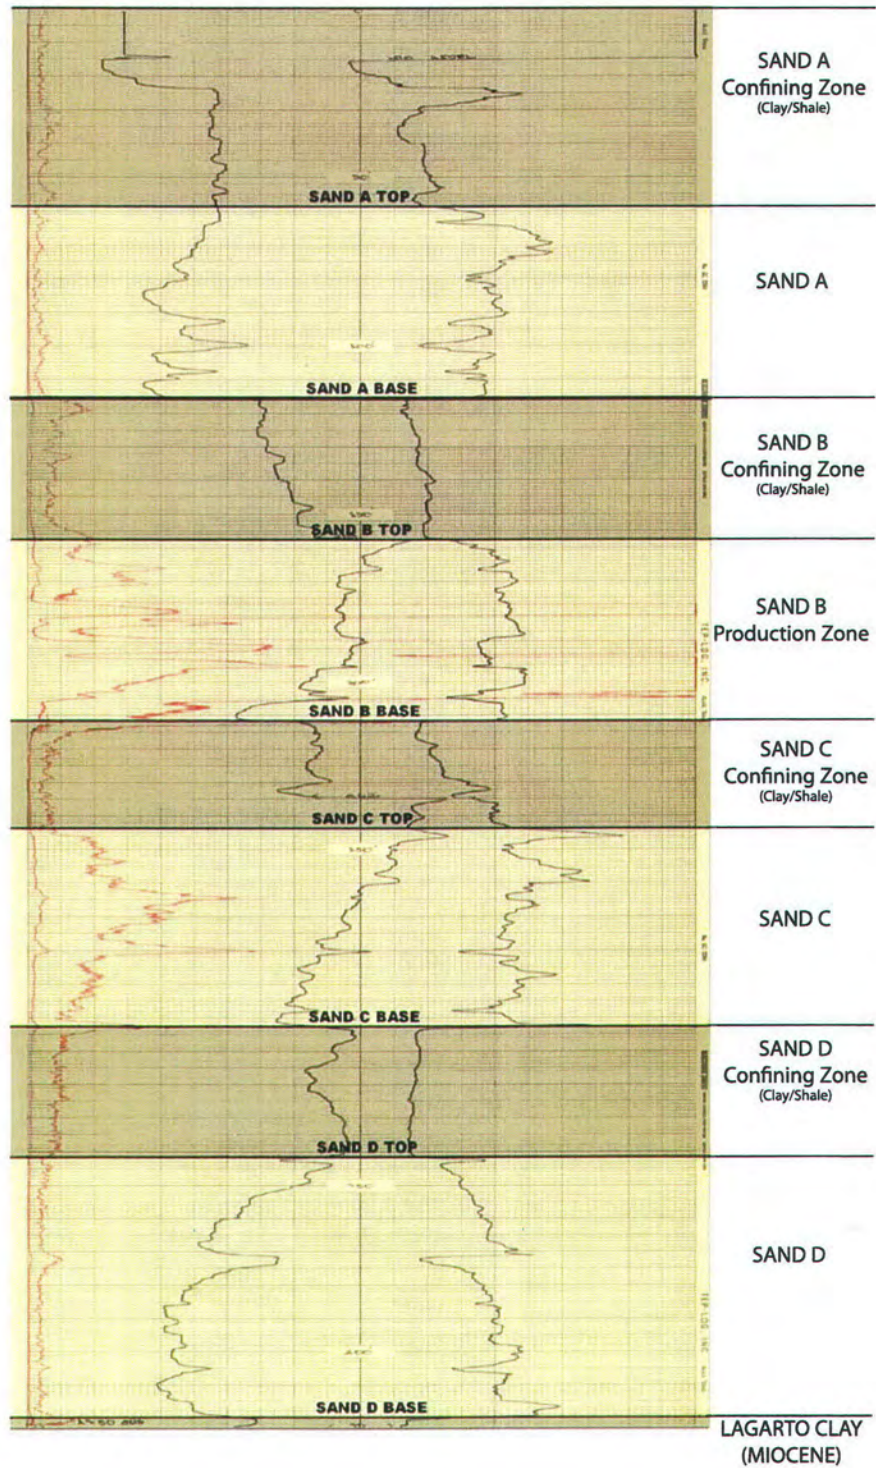 SAND A
Confining Zone
(Clay/Shale)
SAND A TOP
SAND A
SAND A BASE
SAND B
Confining Zone
(Clay/Shale)
SAND B TOP
SAND B
Production Zone
SAND B BASE
SAND C
Confining Zone
(Clay/Shale)
SAND C TOP
SAND C
SAND C BASE
SAND D
Confining Zone
(Clay/Shale)
SAND D TOP
SAND D
SAND D BASE
LAGARTO CLAY
(MIOCENE)